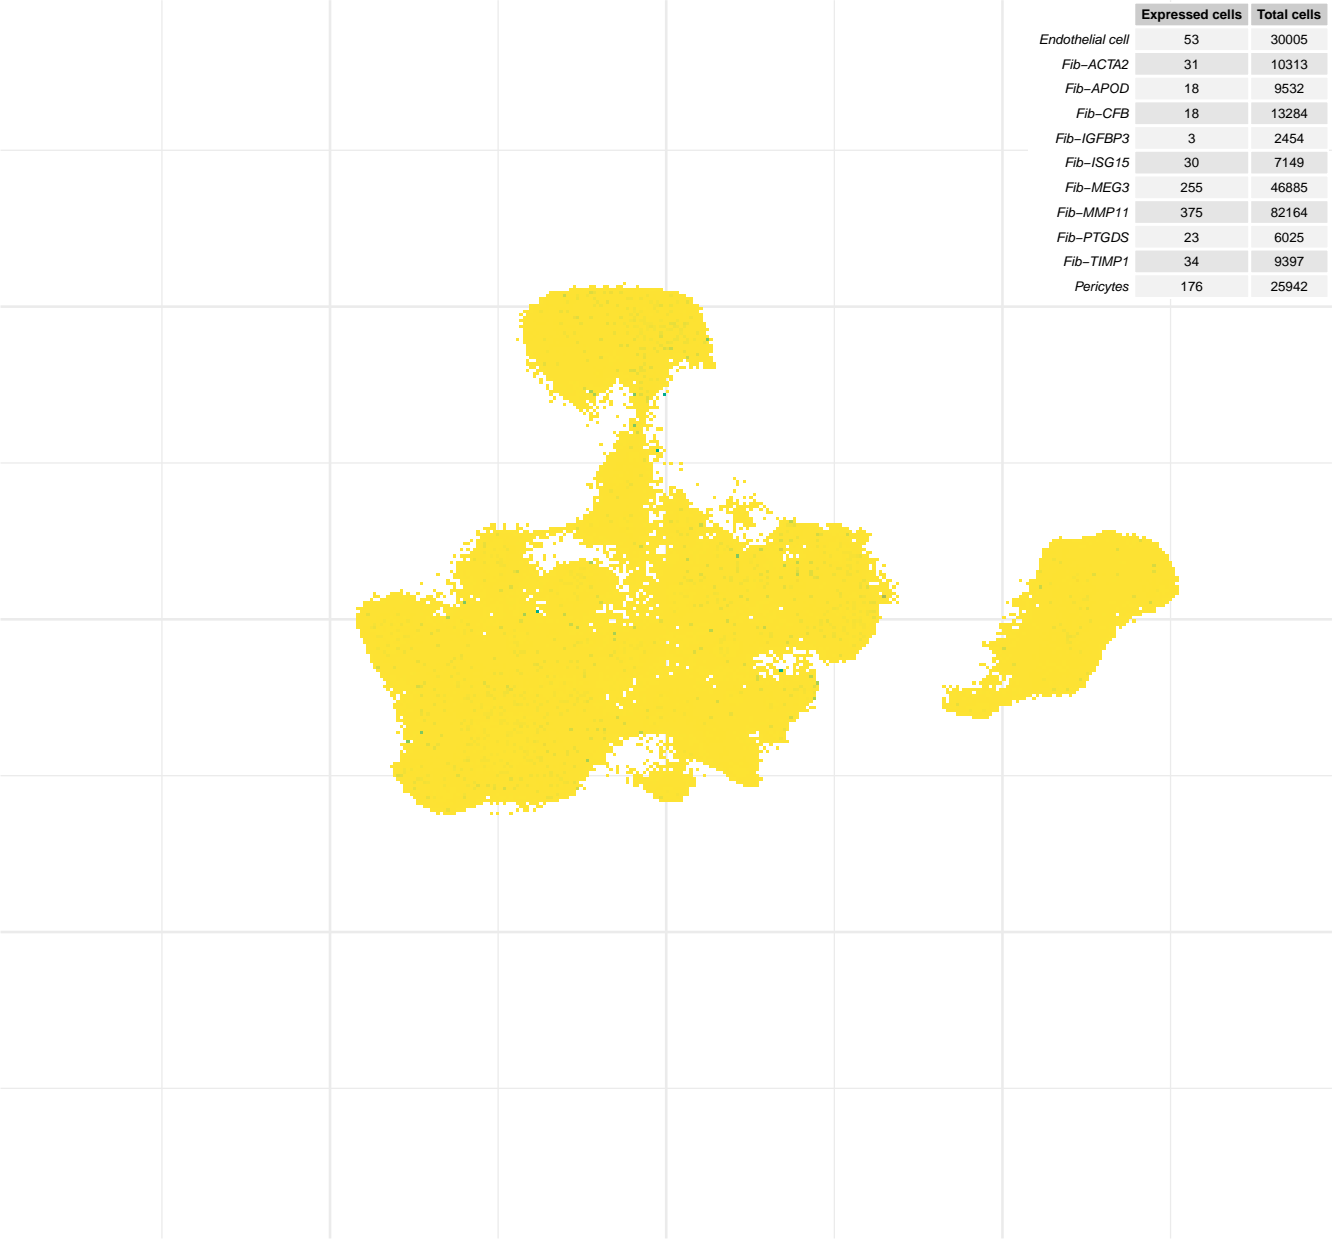 Expressed cells Total cells
Endothelial cell 53 30005
Fib−ACTA2 31 10313
Fib−APOD 18 9532
Fib−CFB 18 13284
Fib−IGFBP3 3 2454
Fib−ISG15 30 7149
Fib−MEG3 255 46885
Fib−MMP11 375 82164
Fib−PTGDS 23 6025
Fib−TIMP1 34 9397
Pericytes 176 25942